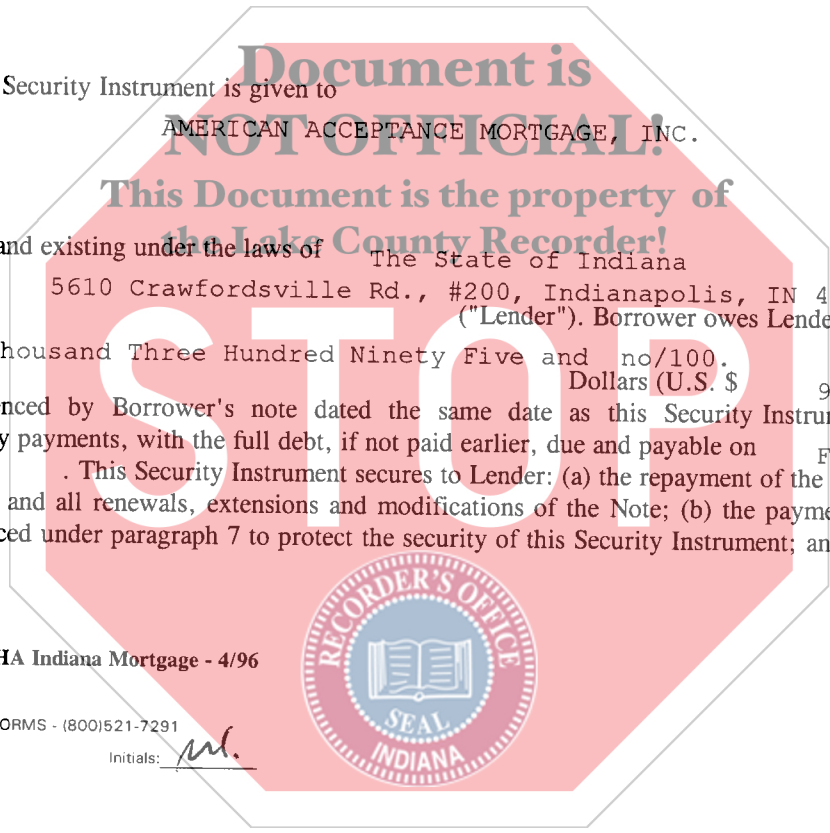 Document is
Security Instrument is given to
AMERICAN ACCEPTANCE MORTGAGE, INC.
NOT OFFICIAL!
This Document is the property of
the Lake County Recorder!
and existing under the laws of The State of Indiana
5610 Crawfordsville Rd., #200, Indianapolis, IN 4
("Lender"). Borrower owes Lende
housand Three Hundred Ninety Five and no/100.
Dollars (U.S. $ 9
nced by Borrower's note dated the same date as this Security Instru
y payments, with the full debt, if not paid earlier, due and payable on F
. This Security Instrument secures to Lender: (a) the repayment of the
and all renewals, extensions and modifications of the Note; (b) the payme
ced under paragraph 7 to protect the security of this Security Instrument; an
STOP
RECORDER'S OFFICE
SEAL
INDIANA
HA Indiana Mortgage - 4/96
ORMS - (800)521-7291
Initials: